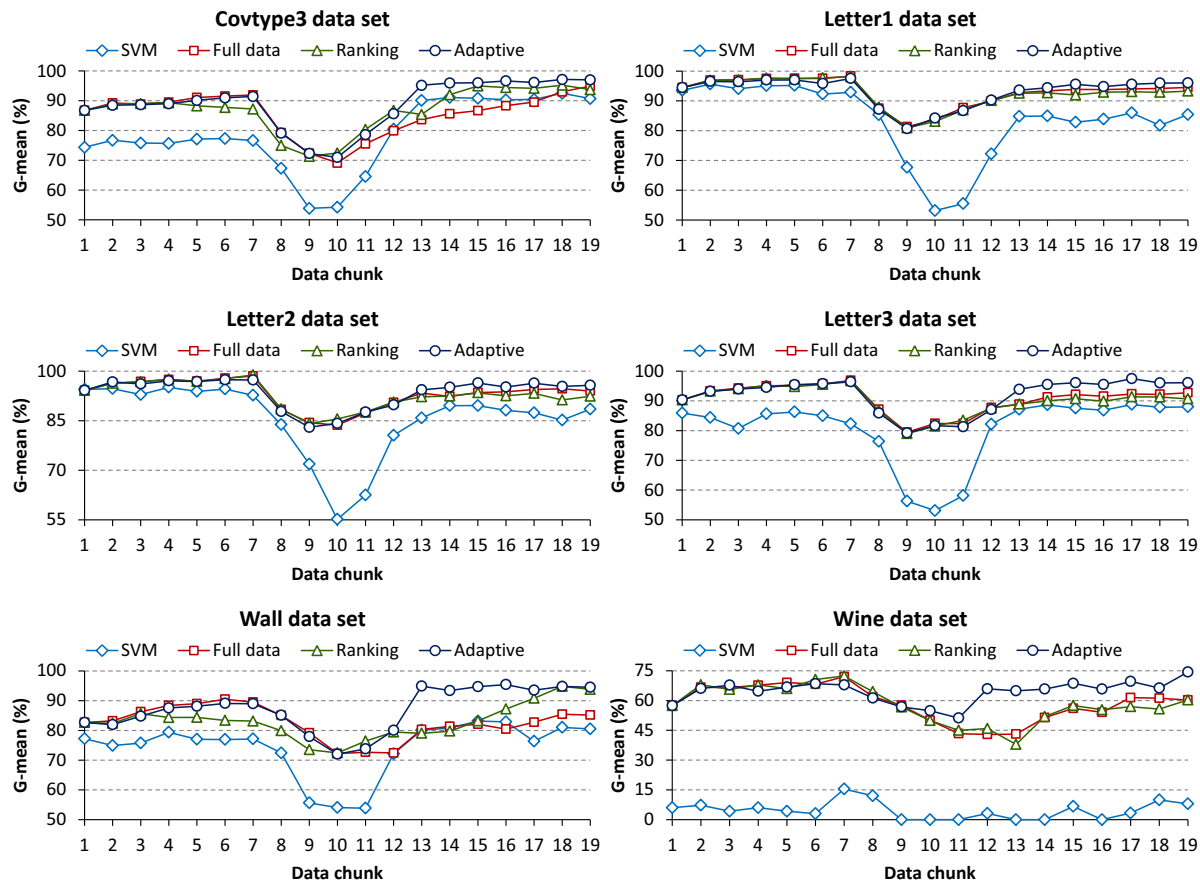 Covtype3 data set
SVM Full data Ranking Adaptive
G-mean (%)
100
90
80
70
60
50
1 2 3 4 5 6 7 8 9 10 11 12 13 14 15 16 17 18 19
Data chunk
Letter1 data set
SVM Full data Ranking Adaptive
G-mean (%)
100
90
80
70
60
50
1 2 3 4 5 6 7 8 9 10 11 12 13 14 15 16 17 18 19
Data chunk
Letter2 data set
SVM Full data Ranking Adaptive
G-mean (%)
100
85
70
55
1 2 3 4 5 6 7 8 9 10 11 12 13 14 15 16 17 18 19
Data chunk
Letter3 data set
SVM Full data Ranking Adaptive
G-mean (%)
100
90
80
70
60
50
1 2 3 4 5 6 7 8 9 10 11 12 13 14 15 16 17 18 19
Data chunk
Wall data set
SVM Full data Ranking Adaptive
G-mean (%)
100
90
80
70
60
50
1 2 3 4 5 6 7 8 9 10 11 12 13 14 15 16 17 18 19
Data chunk
Wine data set
SVM Full data Ranking Adaptive
G-mean (%)
75
60
45
30
15
0
1 2 3 4 5 6 7 8 9 10 11 12 13 14 15 16 17 18 19
Data chunk